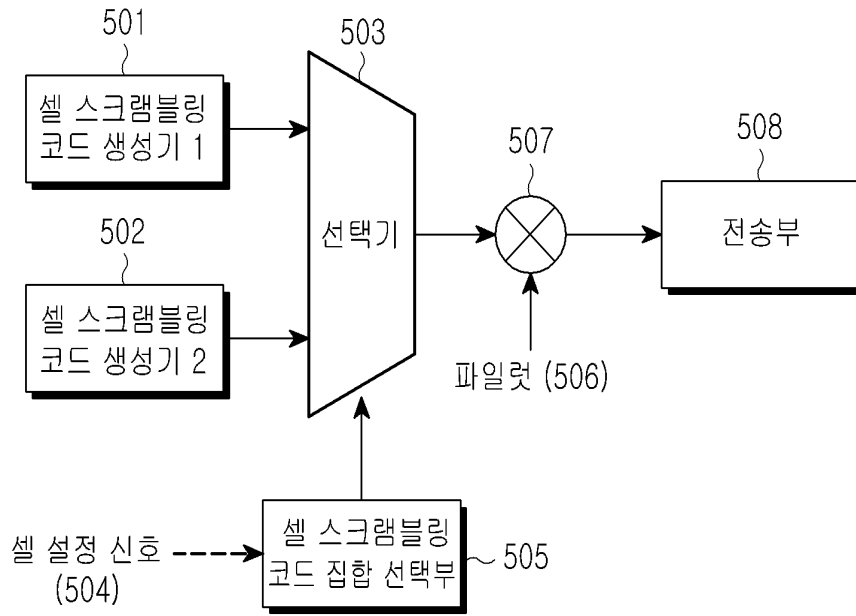 501
셀 스크램블링
코드 생성기 1
503
507
508
선택기
전송부
502
셀 스크램블링
코드 생성기 2
파일럿 (506)
셀 설정 신호
(504)
셀 스크램블링
코드 집합 선택부
505